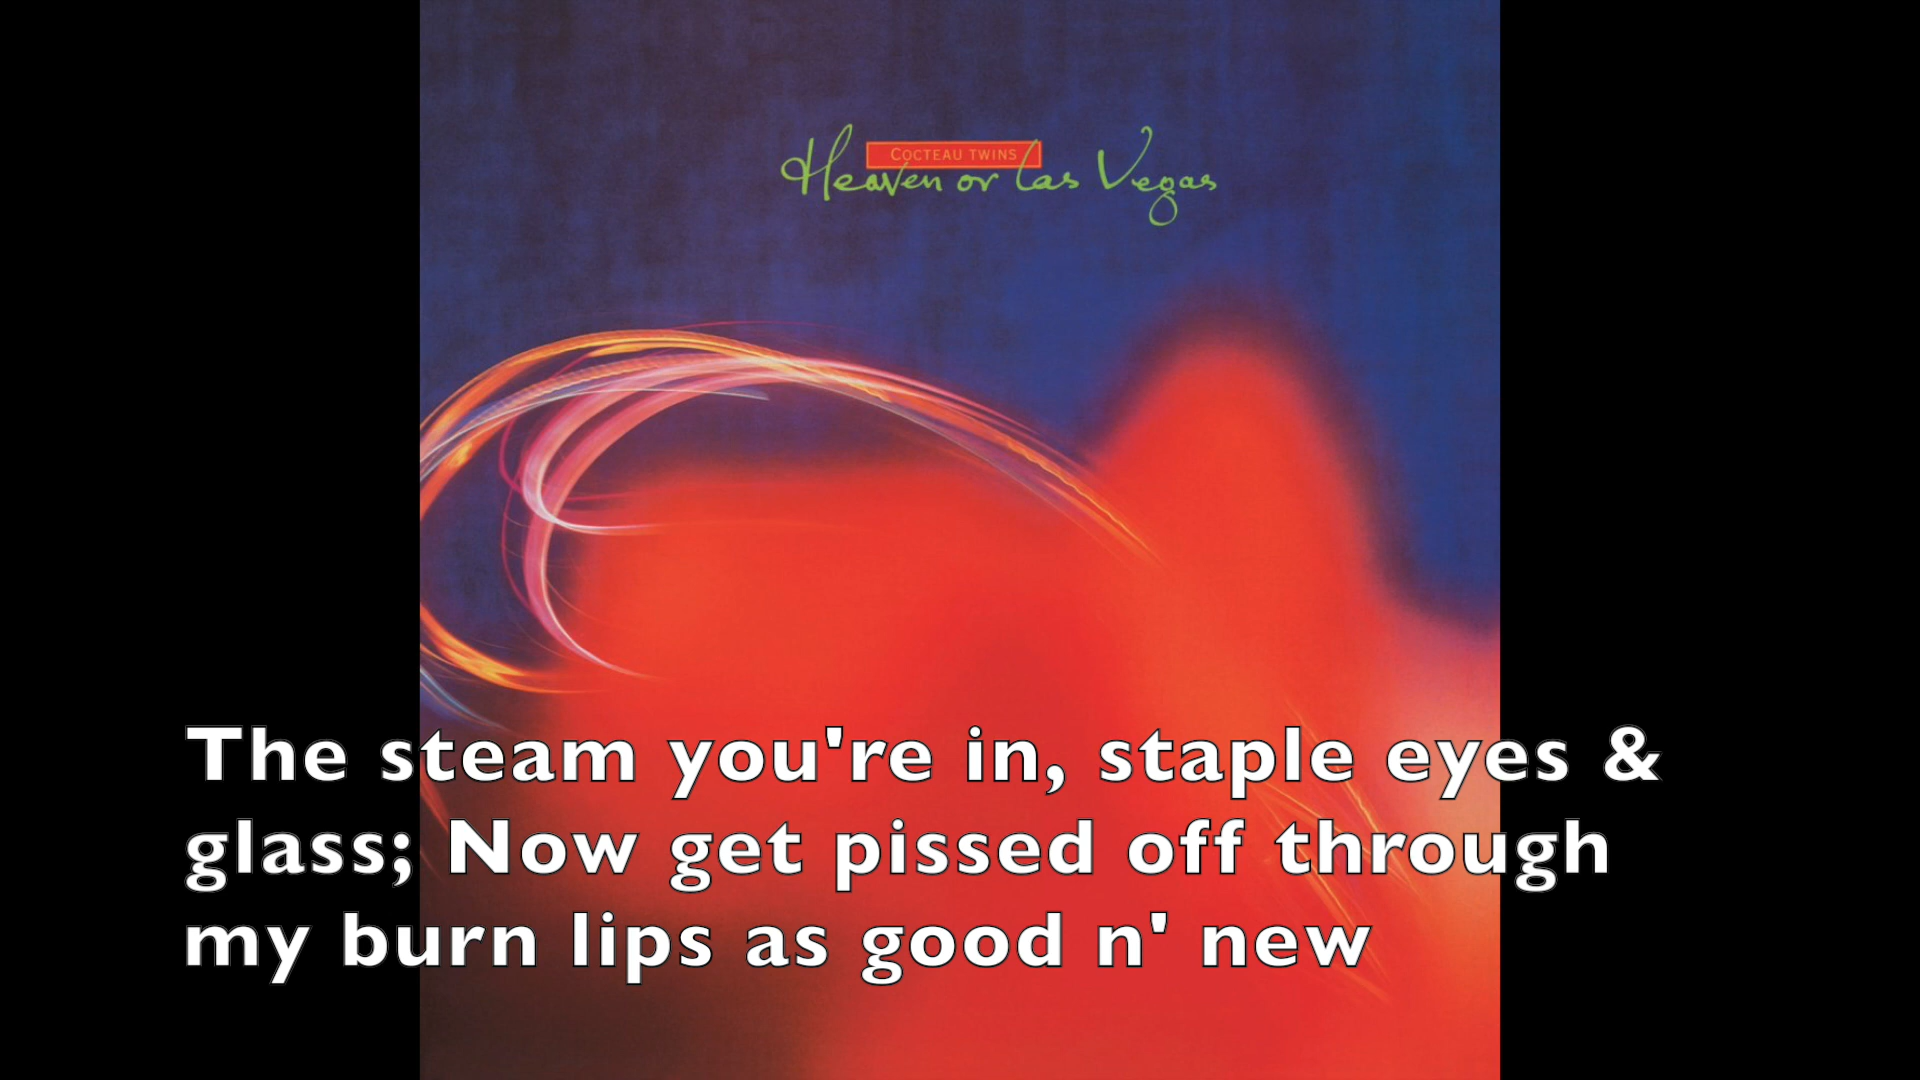 COCTEAU TWINS
Heaven or Las Vegas
The steam you're in, staple eyes &
glass; Now get pissed off through
my burn lips as good n' new